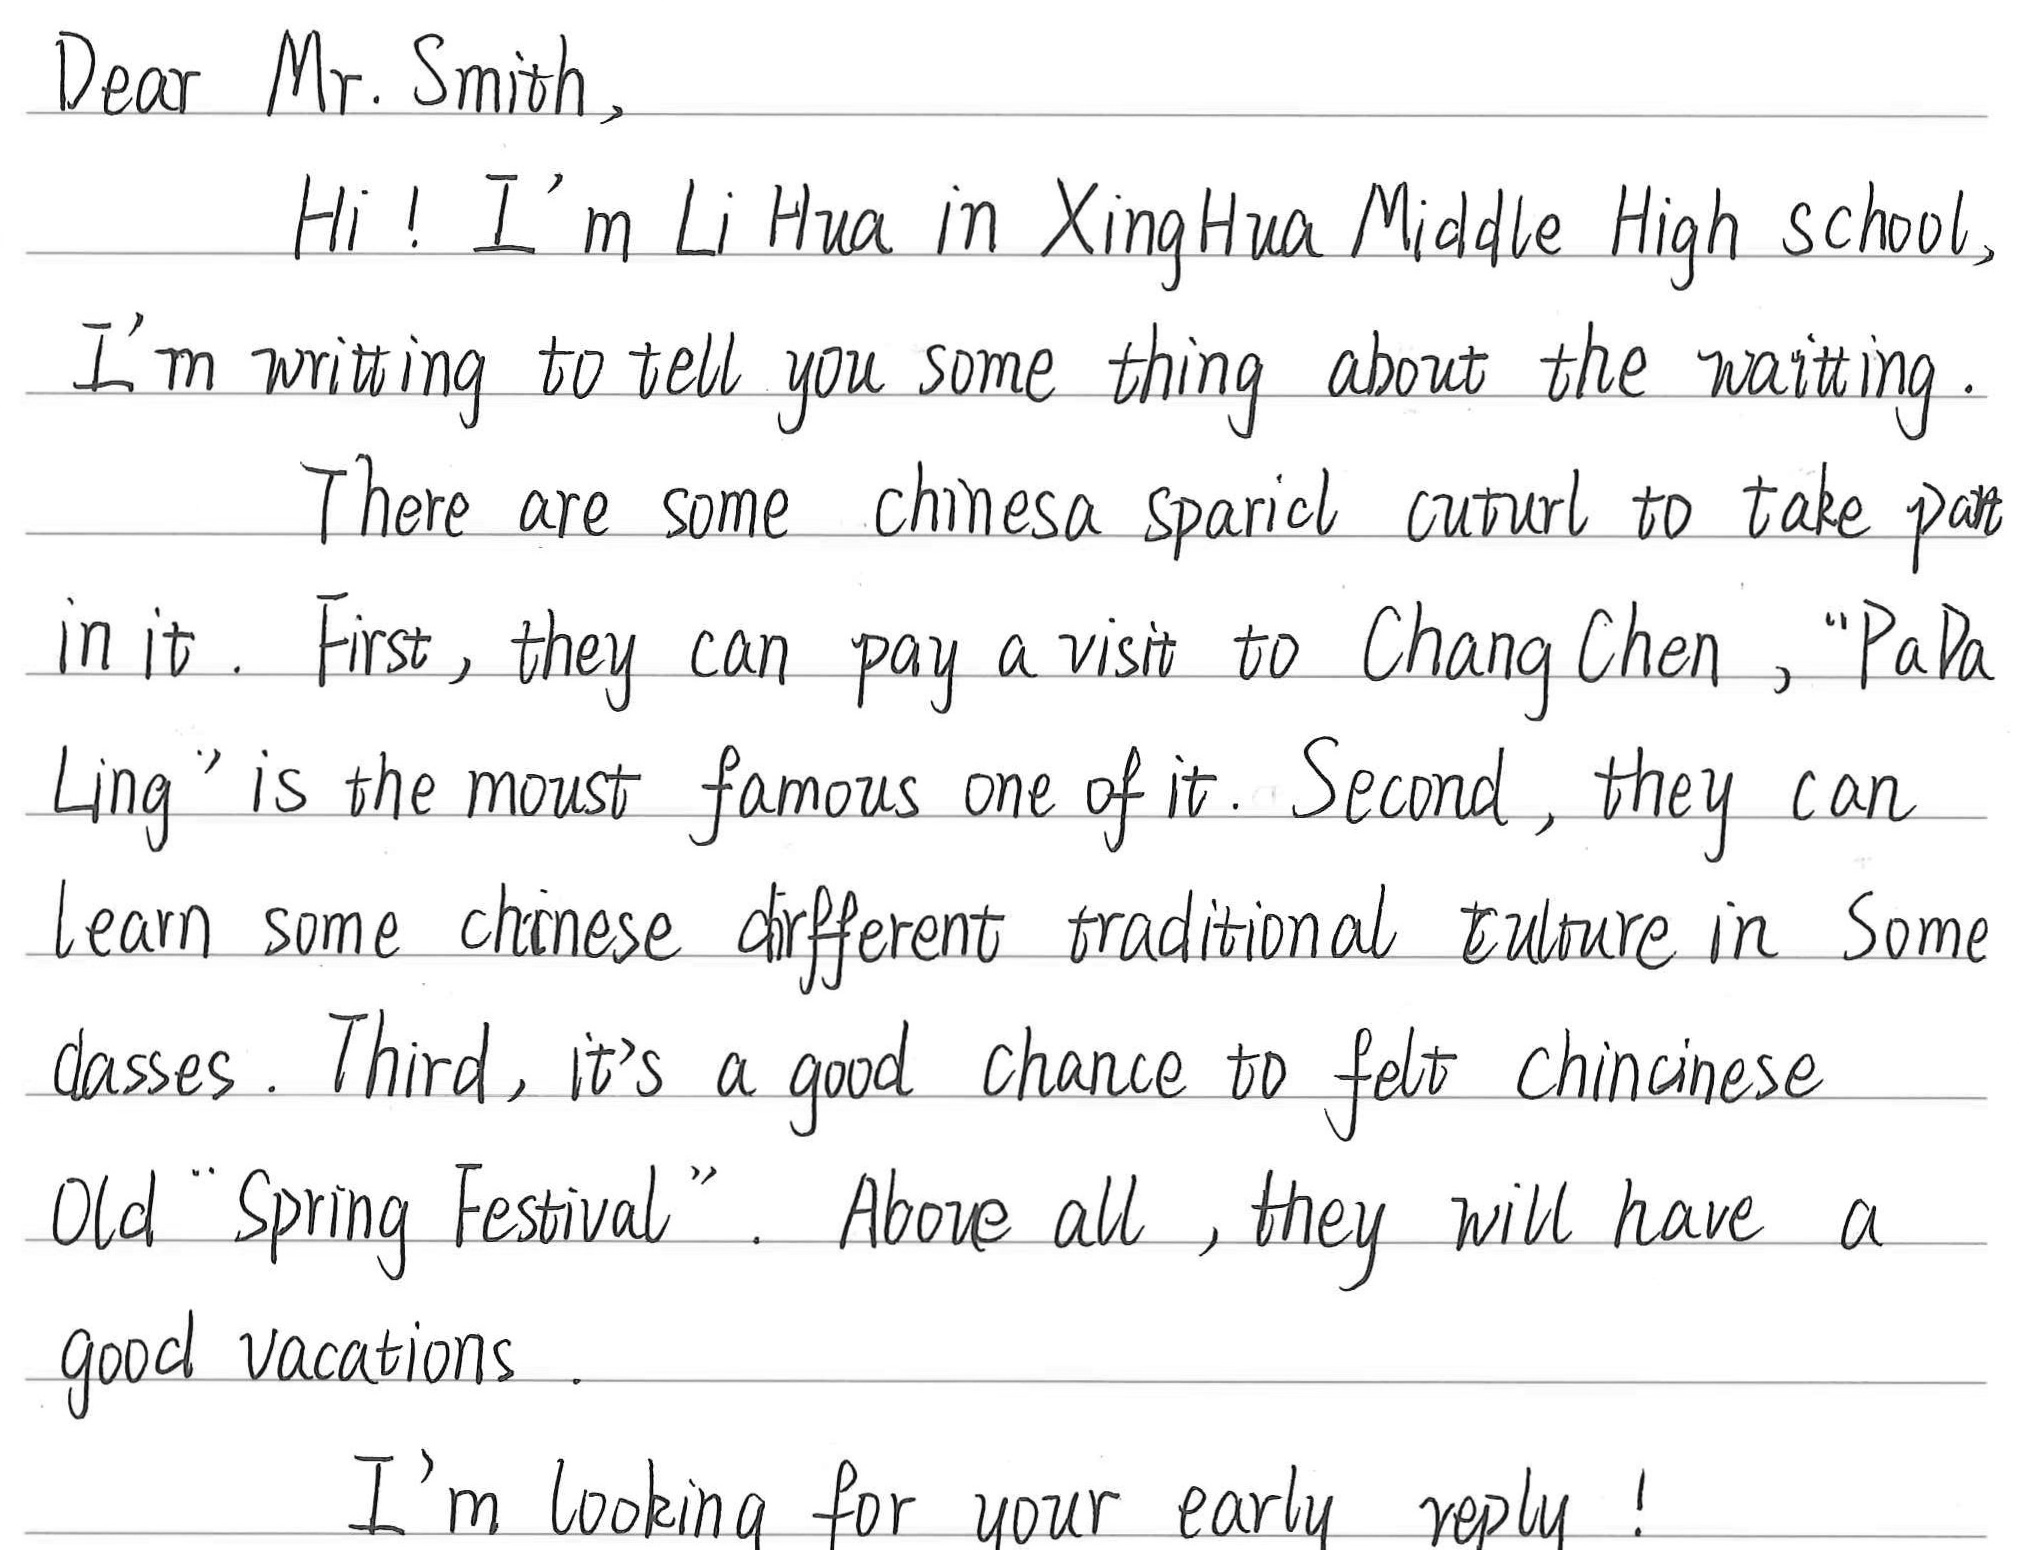 Dear Mr. Smith,
Hi! I'm Li Hua in XingHua Middle High school,
I'm writting to tell you some thing about the waitting.
There are some chinesa sparicl cuturl to take part
in it. First, they can pay a visit to Chang Chen, "PaDa
Ling" is the moust famous one of it. Second, they can
learn some chinese different traditional culture in Some
classes. Third, it's a good chance to felt chincinese
Old "Spring Festival". Above all, they will have a
good vacations.
I'm looking for your early reply!